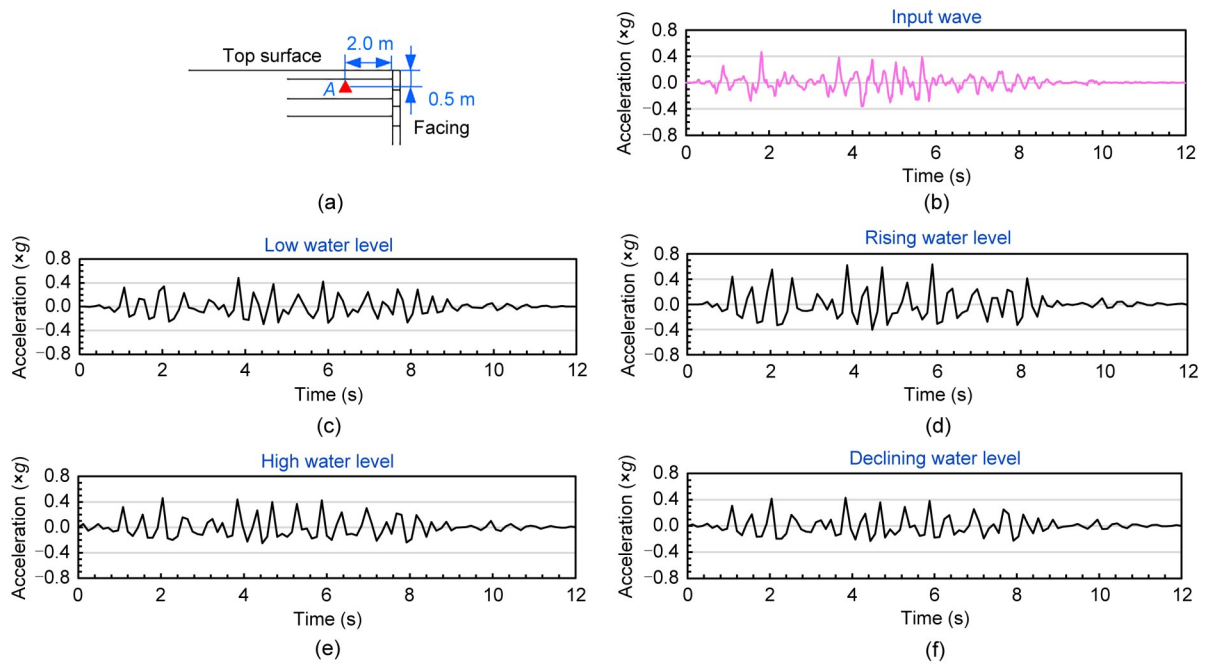 Top surface
2.0 m
A
0.5 m
Facing
(a)
Input wave
Acceleration (×g)
0.8
0.4
0.0
−0.4
−0.8
0 2 4 6 8 10 12
Time (s)
(b)
Low water level
Acceleration (×g)
0.8
0.4
0.0
−0.4
−0.8
0 2 4 6 8 10 12
Time (s)
(c)
Rising water level
Acceleration (×g)
0.8
0.4
0.0
−0.4
−0.8
0 2 4 6 8 10 12
Time (s)
(d)
High water level
Acceleration (×g)
0.8
0.4
0.0
−0.4
−0.8
0 2 4 6 8 10 12
Time (s)
(e)
Declining water level
Acceleration (×g)
0.8
0.4
0.0
−0.4
−0.8
0 2 4 6 8 10 12
Time (s)
(f)